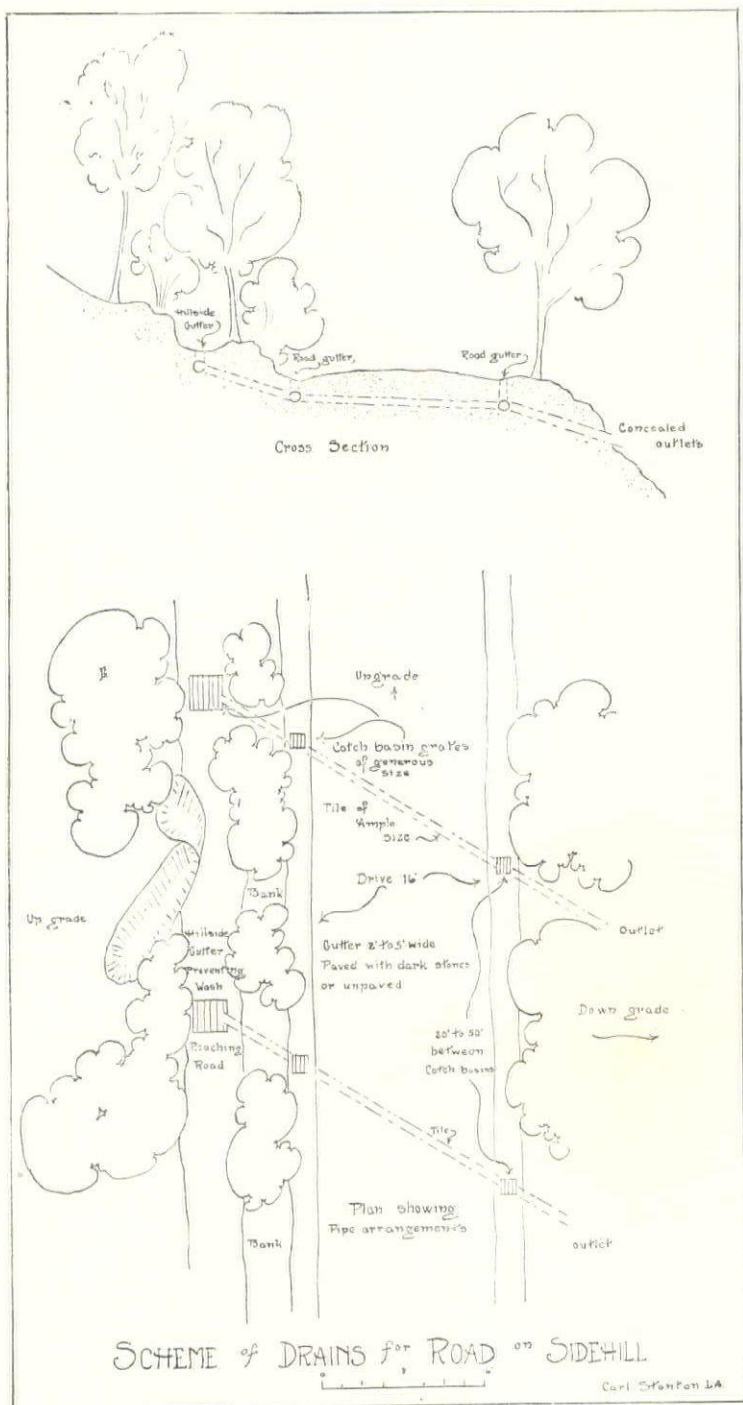 Hillside
Gutter
Road gutter
Road gutter
Concealed
outlets
Cross Section
Upgrade
Catch basin grates
of generous
size
Tile of
Ample
size
Bank
Drive 16'
Up grade
Hillside
Gutter
Preventing
Wash
Reaching
Road
Gutter 2' to 5' wide
Paved with dark stones
or unpaved
Outlet
Down grade
20' to 50'
between
Catch basins
Tile
Plan showing
Pipe arrangements
Bank
outlet
SCHEME of DRAINS for ROAD on SIDEHILL
Carl Stanton L.A.